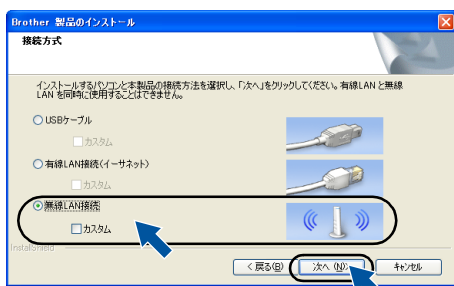 Brother 製品のインストール
接続方式
インストールするパソコンと本製品の接続方法を選択し、「次へ」をクリックしてください。有線LAN と無線
LAN を同時に使用することはできません。
USBケーブル
カスタム
有線LAN接続(イーサネット)
カスタム
無線LAN接続
カスタム
InstallShield
< 戻る(B)
次へ (N)
キャンセル